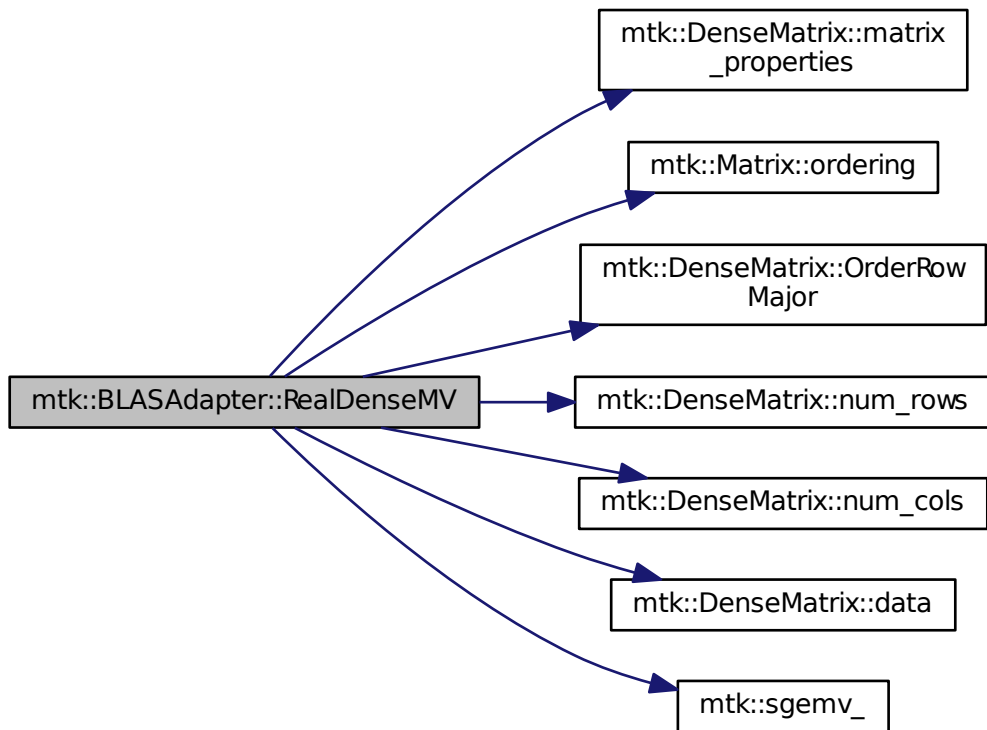 mtk::DenseMatrix::matrix
_properties
mtk::Matrix::ordering
mtk::DenseMatrix::OrderRow
Major
mtk::BLASAdapter::RealDenseMV
mtk::DenseMatrix::num_rows
mtk::DenseMatrix::num_cols
mtk::DenseMatrix::data
mtk::sgemv_